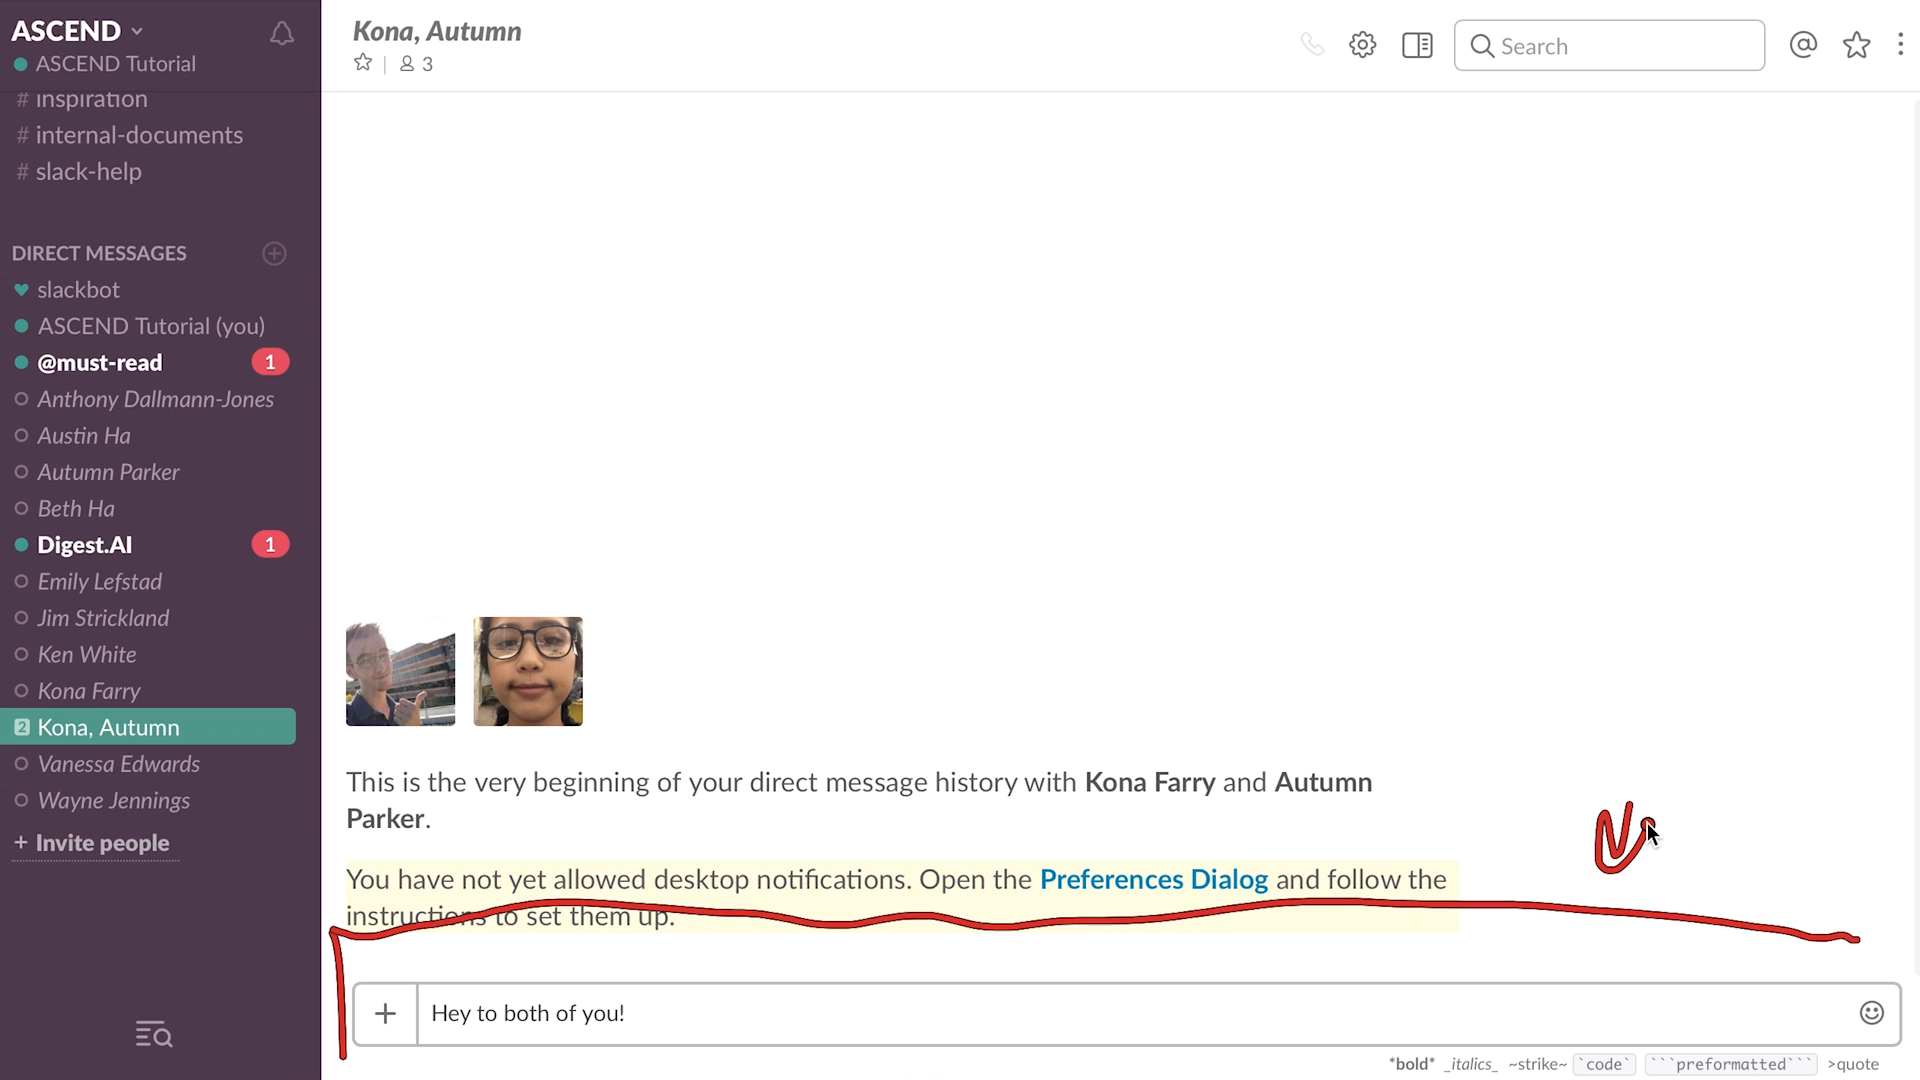 ASCEND
ASCEND Tutorial
# inspiration
# internal-documents
# slack-help
DIRECT MESSAGES
slackbot
ASCEND Tutorial (you)
@must-read 1
Anthony Dallmann-Jones
Austin Ha
Autumn Parker
Beth Ha
Digest.AI 1
Emily Lefstad
Jim Strickland
Ken White
Kona Farry
2 Kona, Autumn
Vanessa Edwards
Wayne Jennings
+ Invite people
Kona, Autumn
3
Search
This is the very beginning of your direct message history with Kona Farry and Autumn
Parker.
You have not yet allowed desktop notifications. Open the Preferences Dialog and follow the
instructions to set them up.
Hey to both of you!
*bold* _italics_ ~strike~ `code` ```preformatted``` >quote